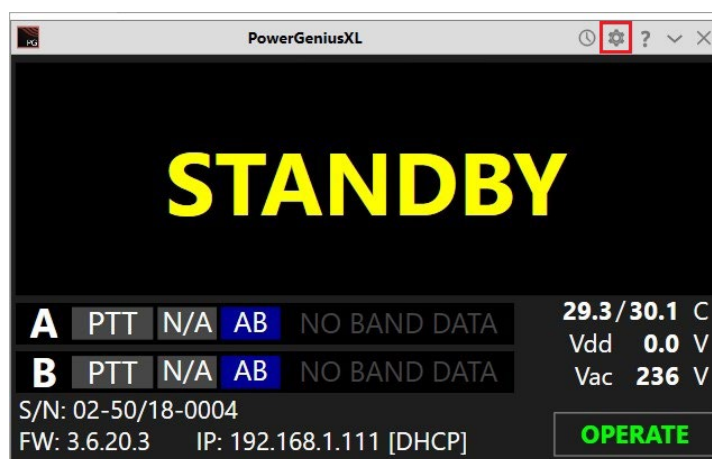 PG PowerGeniusXL ?
STANDBY
A PTT N/A AB NO BAND DATA 29.3/30.1 C
Vdd 0.0 V
B PTT N/A AB NO BAND DATA Vac 236 V
S/N: 02-50/18-0004
FW: 3.6.20.3 IP: 192.168.1.111 [DHCP] OPERATE